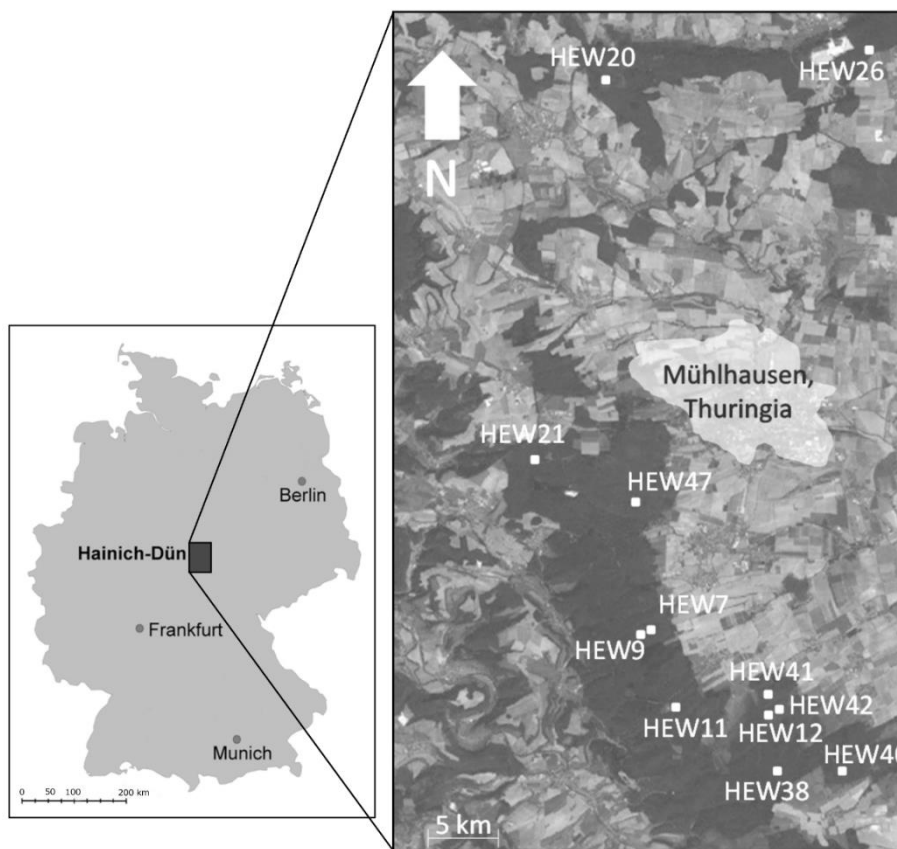 HEW20
HEW26
N
Mühlhausen,
Thuringia
HEW21
HEW47
HEW7
HEW9
HEW41
HEW42
HEW11
HEW12
HEW38
5 km
Berlin
Hainich-Dün
Frankfurt
Munich
0 50 100 200 km